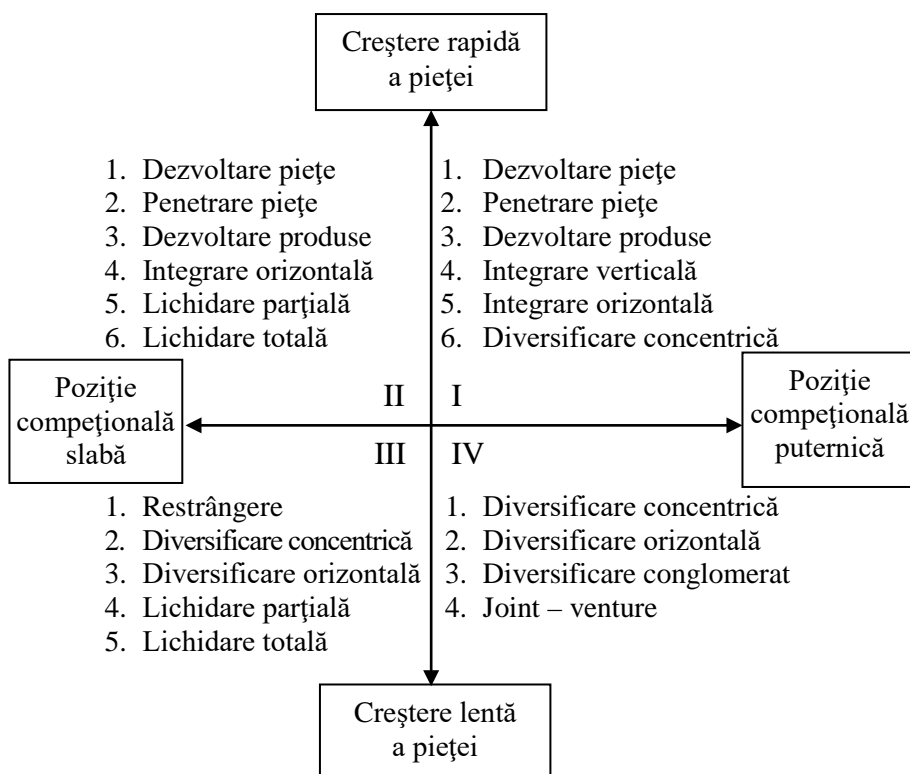 Creştere rapidă
a pieţei
1. Dezvoltare pieţe
2. Penetrare pieţe
3. Dezvoltare produse
4. Integrare orizontală
5. Lichidare parţială
6. Lichidare totală
1. Dezvoltare pieţe
2. Penetrare pieţe
3. Dezvoltare produse
4. Integrare verticală
5. Integrare orizontală
6. Diversificare concentrică
Poziţie
compeţională
slabă
II
I
Poziţie
compeţională
puternică
III
IV
1. Restrângere
2. Diversificare concentrică
3. Diversificare orizontală
4. Lichidare parţială
5. Lichidare totală
1. Diversificare concentrică
2. Diversificare orizontală
3. Diversificare conglomerat
4. Joint – venture
Creştere lentă
a pieţei